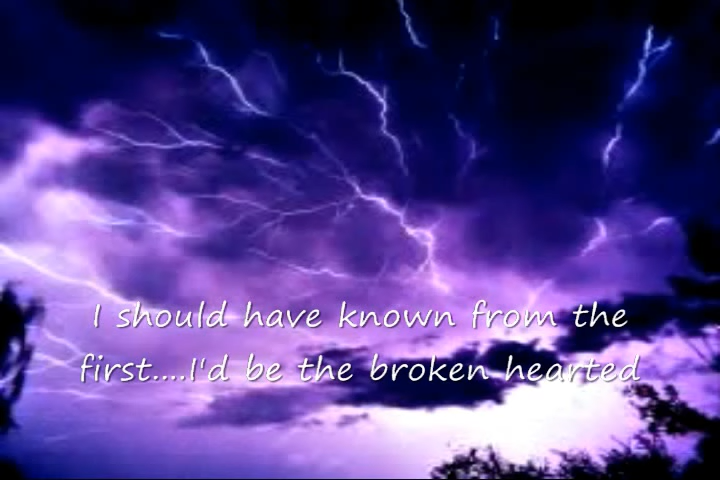 I should have known from the
first....I'd be the broken hearted